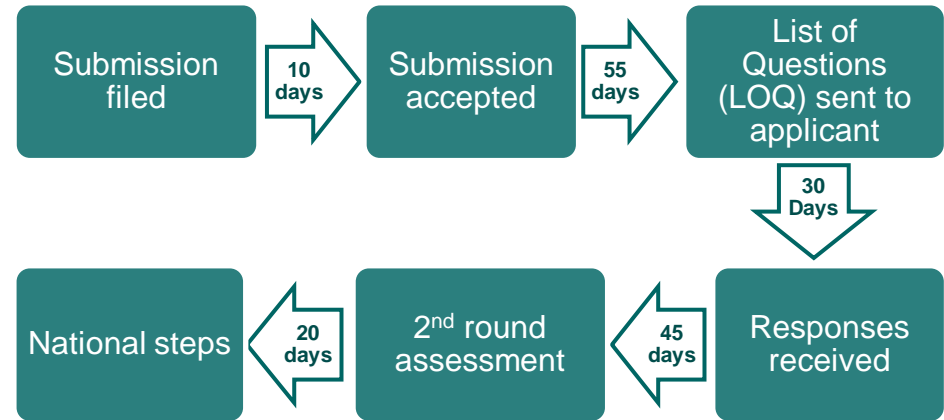 Submission
filed
10
days
Submission
accepted
55
days
List of
Questions
(LOQ) sent to
applicant
30
Days
Responses
received
45
days
2nd round
assessment
20
days
National steps